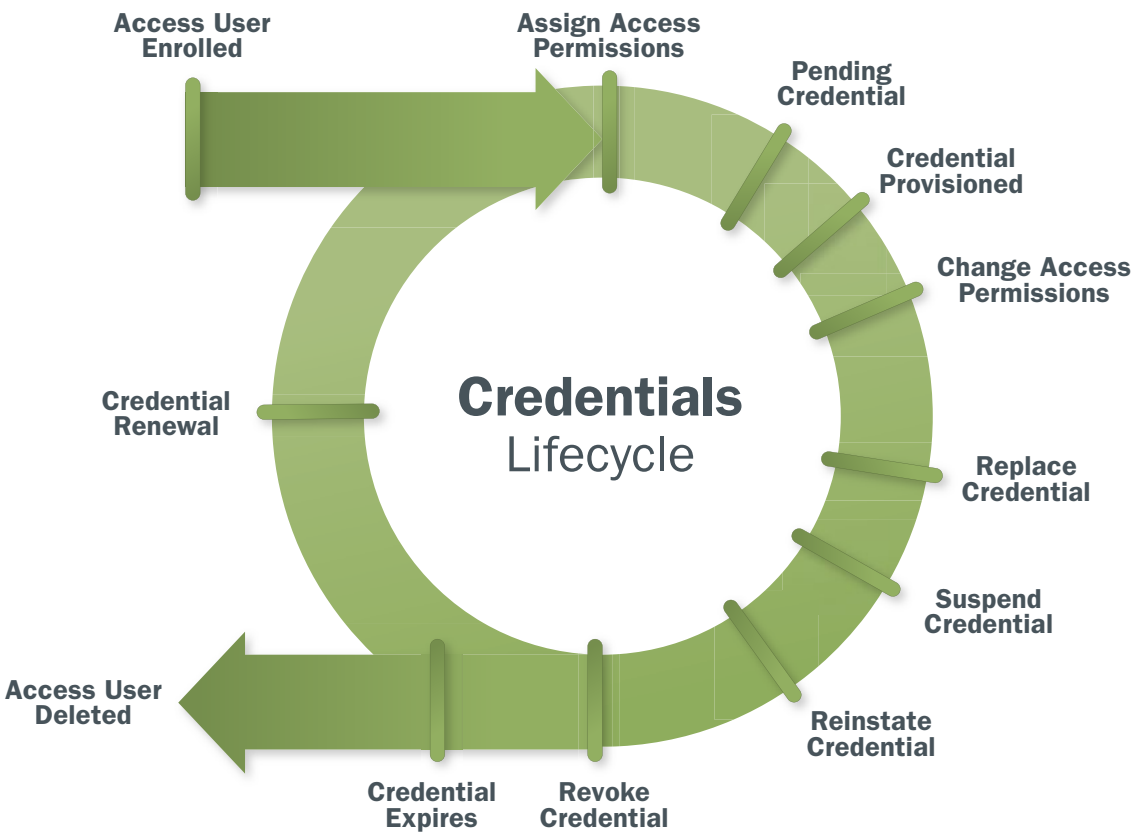 Access User
Enrolled
Assign Access
Permissions
Pending
Credential
Credential
Provisioned
Change Access
Permissions
Replace
Credential
Suspend
Credential
Reinstate
Credential
Revoke
Credential
Credential
Expires
Access User
Deleted
Credential
Renewal
Credentials
Lifecycle